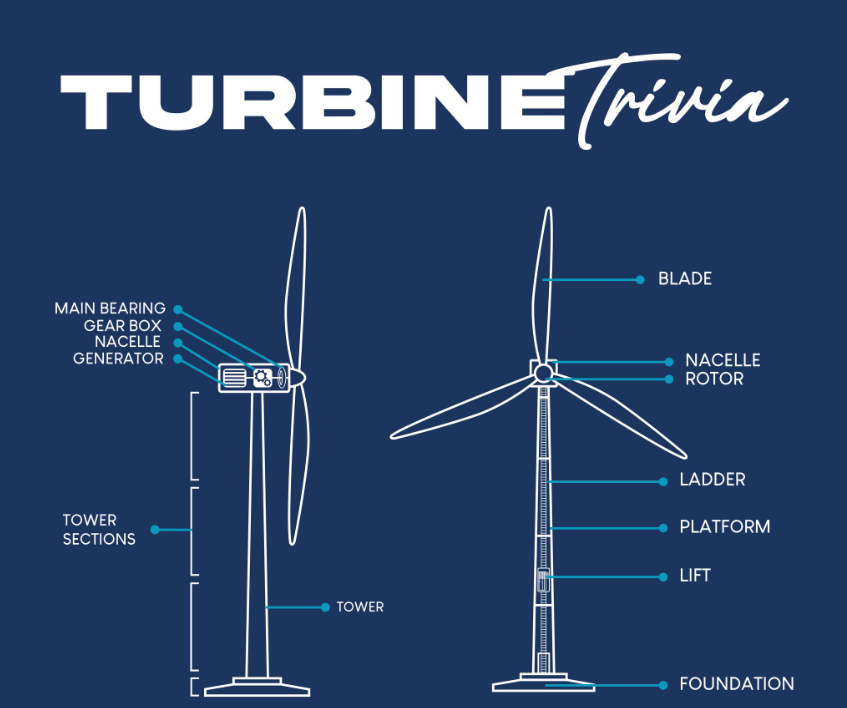 TURBINE Trivia
MAIN BEARING
GEAR BOX
NACELLE
GENERATOR
TOWER
SECTIONS
TOWER
BLADE
NACELLE
ROTOR
LADDER
PLATFORM
LIFT
FOUNDATION